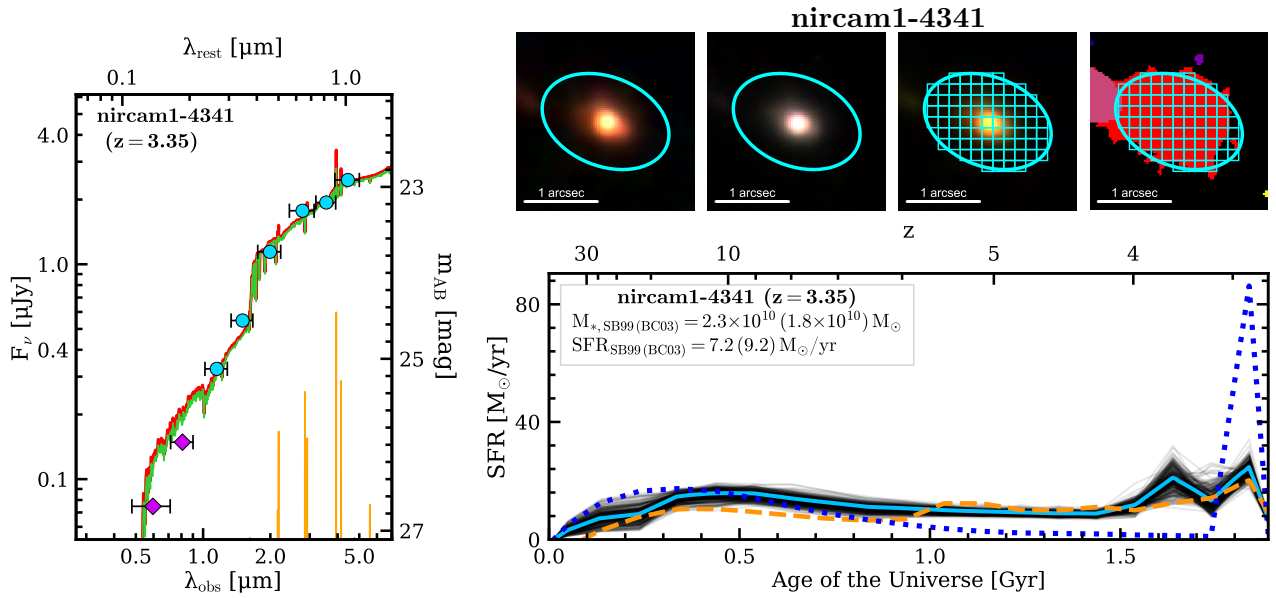 λrest [μm]
0.1 1.0
nircam1-4341
(z = 3.35)
4.0
1.0
0.4
0.1
Fν [μJy]
23
25
27
mAB [mag]
0.5 1.0 2.0 5.0
λobs [μm]
nircam1-4341
1 arcsec
1 arcsec
1 arcsec
1 arcsec
z
30 10 5 4
nircam1-4341 (z = 3.35)
M*,SB99 (BC03) = 2.3×10¹⁰ (1.8×10¹⁰) M⊙
SFRSB99 (BC03) = 7.2 (9.2) M⊙/yr
80
40
0
SFR [M⊙/yr]
0.0 0.5 1.0 1.5
Age of the Universe [Gyr]